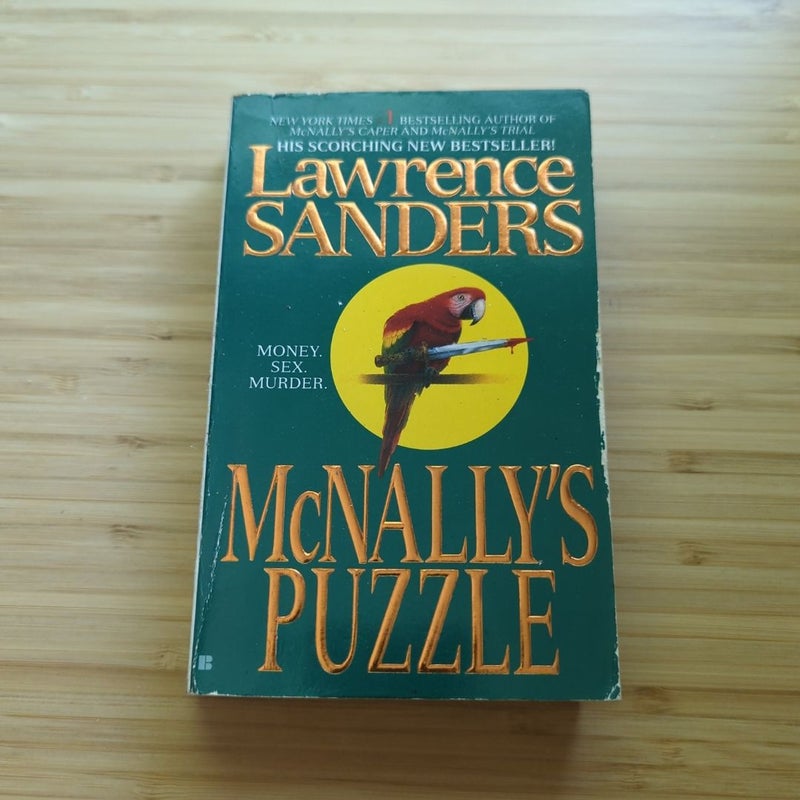 NEW YORK TIMES #1 BESTSELLING AUTHOR OF
McNALLY'S CAPER AND McNALLY'S TRIAL
HIS SCORCHING NEW BESTSELLER!
Lawrence
SANDERS
MONEY.
SEX.
MURDER.
McNALLY'S
PUZZLE
B